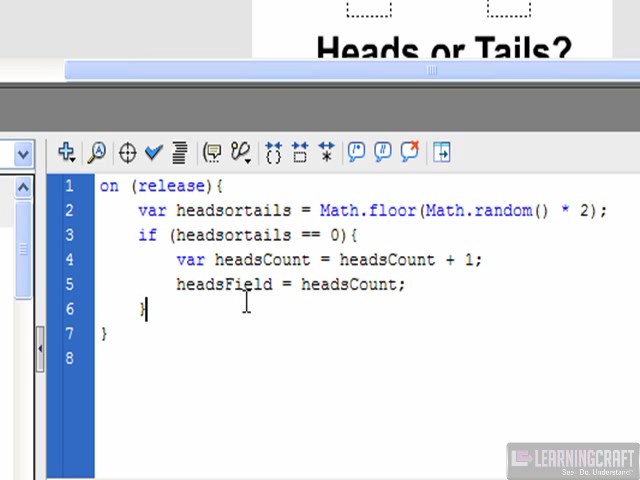 Heads or Tails?
1 on (release){
2 var headsortails = Math.floor(Math.random() * 2);
3 if (headsortails == 0){
4 var headsCount = headsCount + 1;
5 headsField = headsCount;
6 }
7 }
8
LEARNINGCRAFT
See. Do. Understand.